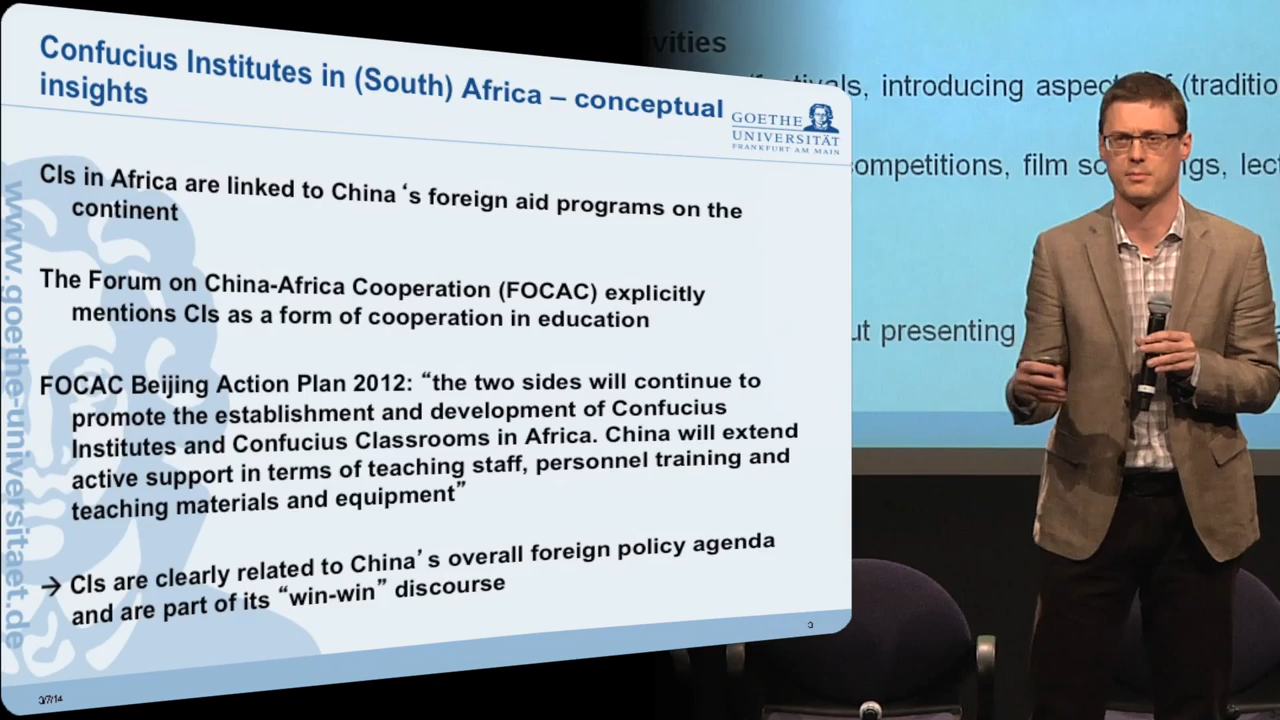 Confucius Institutes in (South) Africa – conceptual
insights
GOETHE
UNIVERSITÄT
FRANKFURT AM MAIN
CIs in Africa are linked to China ‘s foreign aid programs on the
continent
The Forum on China-Africa Cooperation (FOCAC) explicitly
mentions CIs as a form of cooperation in education
FOCAC Beijing Action Plan 2012: “the two sides will continue to
promote the establishment and development of Confucius
Institutes and Confucius Classrooms in Africa. China will extend
active support in terms of teaching staff, personnel training and
teaching materials and equipment”
→ CIs are clearly related to China’s overall foreign policy agenda
and are part of its “win-win” discourse
3
3/7/14
www.goethe-universitaet.de
vities
introducing
(traditio
ompetitions, film
lect
ut presenting